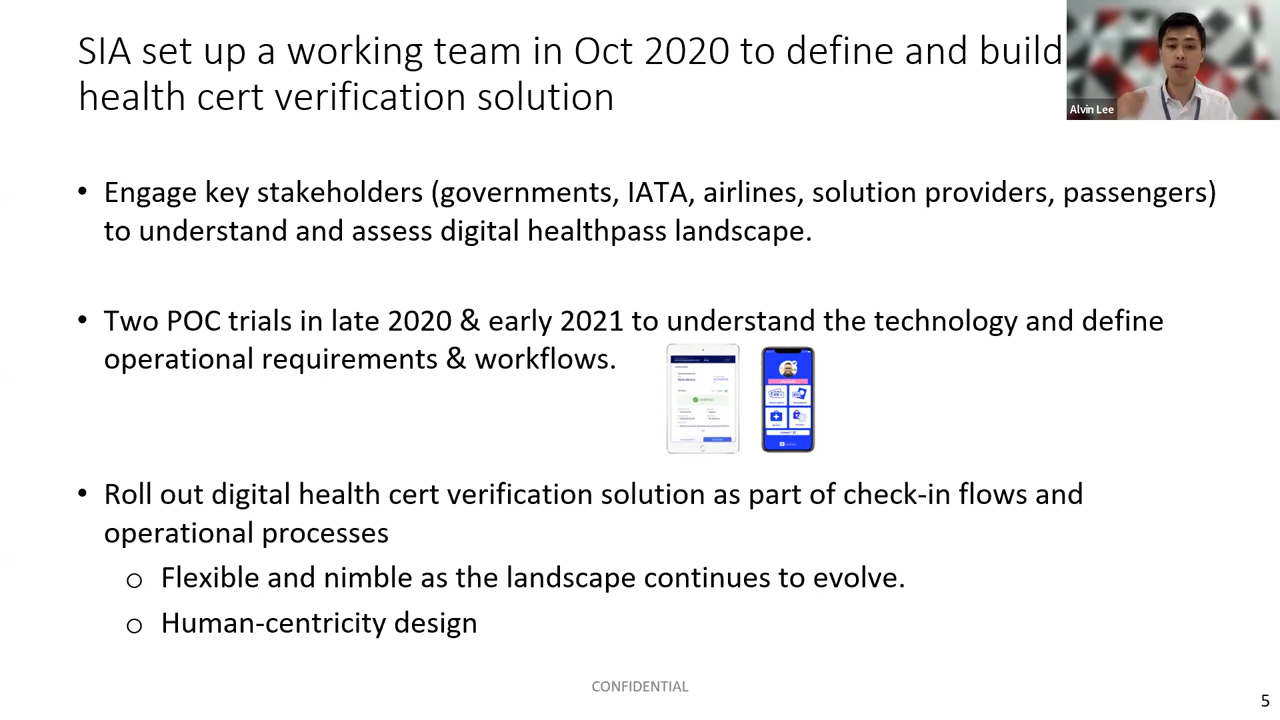 SIA set up a working team in Oct 2020 to define and build
health cert verification solution
Alvin Lee
• Engage key stakeholders (governments, IATA, airlines, solution providers, passengers)
to understand and assess digital healthpass landscape.
• Two POC trials in late 2020 & early 2021 to understand the technology and define
operational requirements & workflows.
• Roll out digital health cert verification solution as part of check-in flows and
operational processes
o Flexible and nimble as the landscape continues to evolve.
o Human-centricity design
CONFIDENTIAL
5